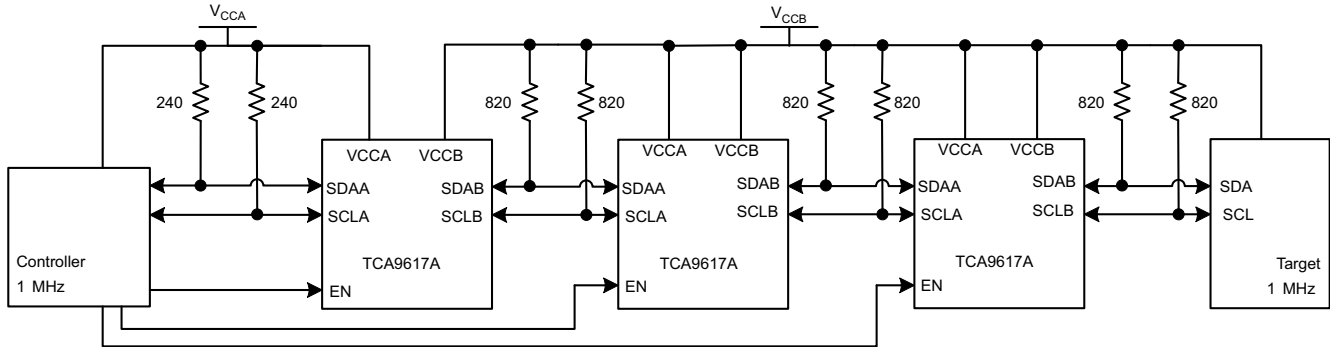 VCCA
VCCB
240
240
820
820
820
820
820
820
VCCA
VCCB
VCCA
VCCB
VCCA
VCCB
SDAA
SDAB
SDAA
SDAB
SDAA
SDAB
SDA
SCLA
SCLB
SCLA
SCLB
SCLA
SCLB
SCL
Controller
1 MHz
TCA9617A
TCA9617A
TCA9617A
Target
1 MHz
EN
EN
EN